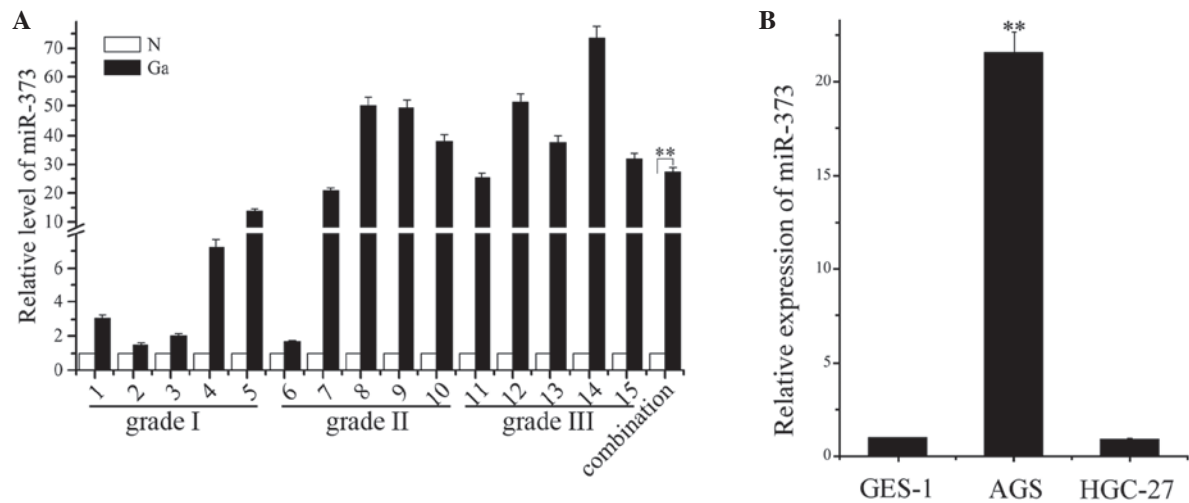 A
Relative level of miR-373
N
Ga
70
60
50
40
30
20
10
6
4
2
0
1 2 3 4 5 6 7 8 9 10 11 12 13 14 15 combination
grade I grade II grade III
**
B
Relative expression of miR-373
20
15
10
5
0
**
GES-1 AGS HGC-27